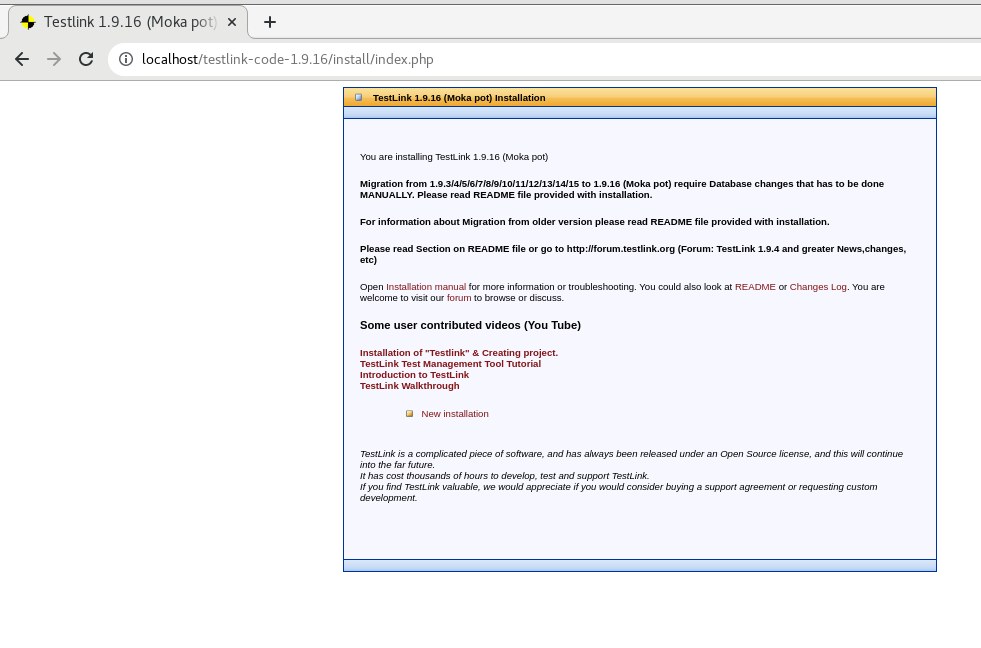 Testlink 1.9.16 (Moka pot)
localhost/testlink-code-1.9.16/install/index.php
TestLink 1.9.16 (Moka pot) Installation
You are installing TestLink 1.9.16 (Moka pot)
Migration from 1.9.3/4/5/6/7/8/9/10/11/12/13/14/15 to 1.9.16 (Moka pot) require Database changes that has to be done
MANUALLY. Please read README file provided with installation.
For information about Migration from older version please read README file provided with installation.
Please read Section on README file or go to http://forum.testlink.org (Forum: TestLink 1.9.4 and greater News,changes,
etc)
Open Installation manual for more information or troubleshooting. You could also look at README or Changes Log. You are
welcome to visit our forum to browse or discuss.
Some user contributed videos (You Tube)
Installation of "Testlink" & Creating project.
TestLink Test Management Tool Tutorial
Introduction to TestLink
TestLink Walkthrough
New installation
TestLink is a complicated piece of software, and has always been released under an Open Source license, and this will continue
into the far future.
It has cost thousands of hours to develop, test and support TestLink.
If you find TestLink valuable, we would appreciate if you would consider buying a support agreement or requesting custom
development.